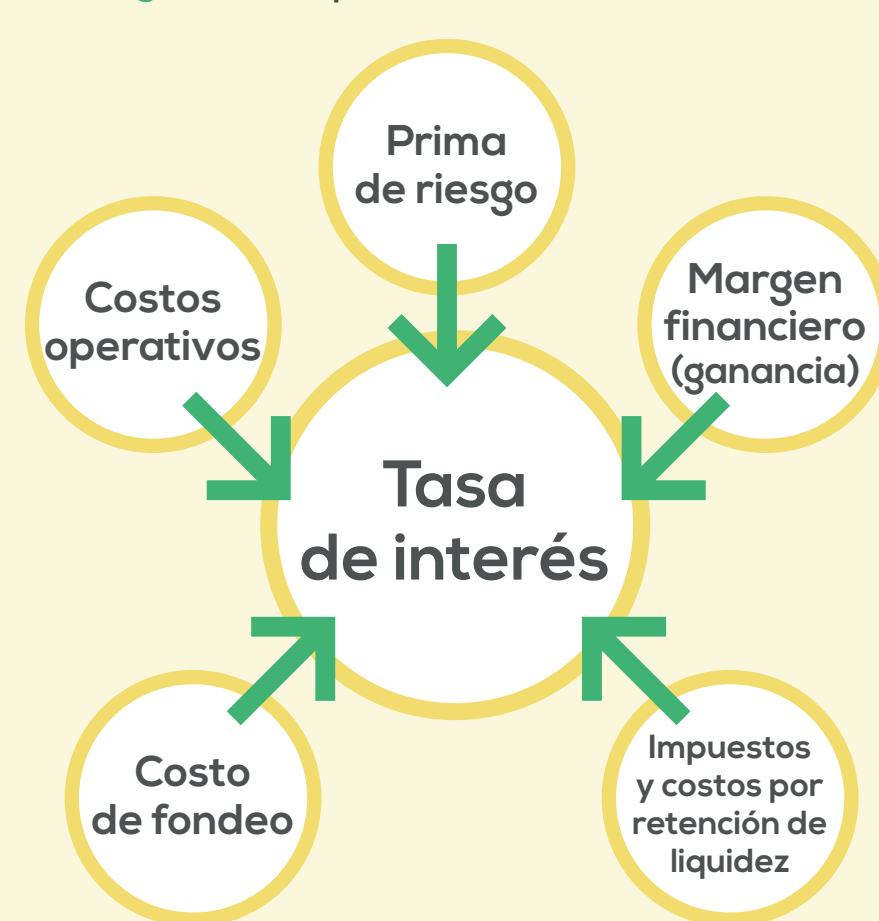 Prima
de riesgo
Costos
operativos
Margen
financiero
(ganancia)
Tasa
de interés
Costo
de fondeo
Impuestos
y costos por
retención de
liquidez